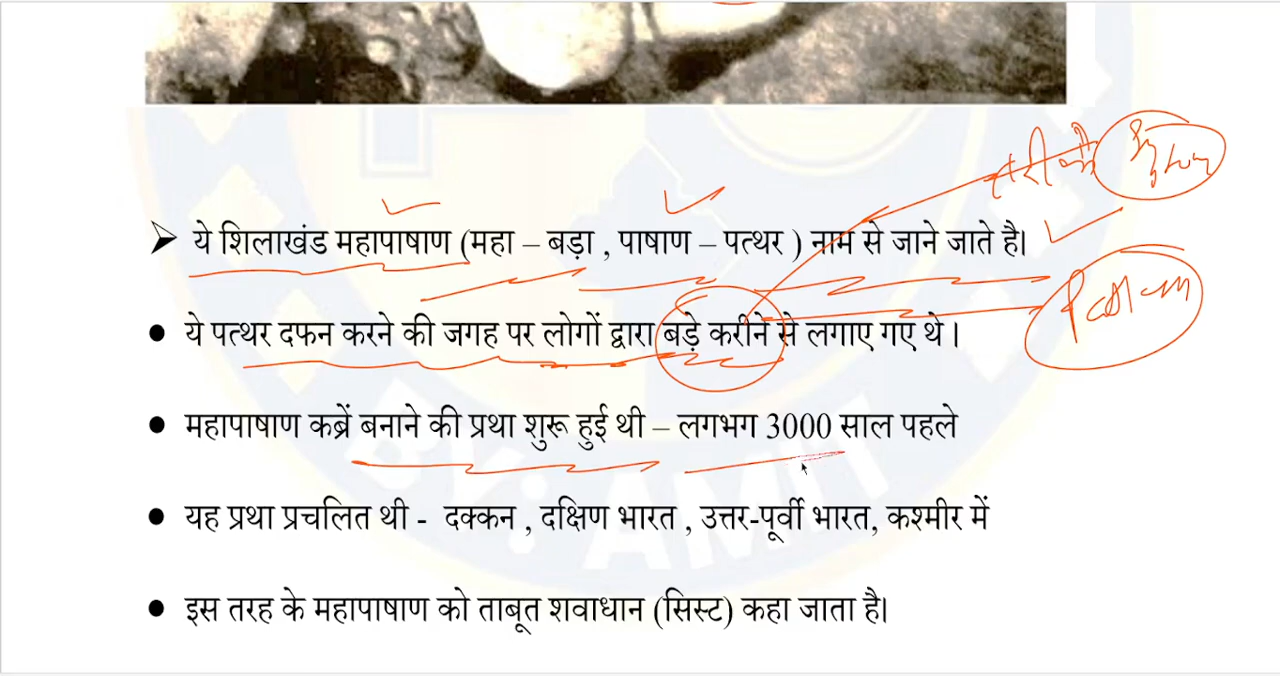 ➢ ये शिलाखंड महापाषाण (महा – बड़ा , पाषाण – पत्थर ) नाम से जाने जाते है।
• ये पत्थर दफन करने की जगह पर लोगों द्वारा बड़े करीने से लगाए गए थे।
• महापाषाण कब्रें बनाने की प्रथा शुरू हुई थी – लगभग 3000 साल पहले
• यह प्रथा प्रचलित थी - दक्कन , दक्षिण भारत , उत्तर-पूर्वी भारत, कश्मीर में
• इस तरह के महापाषाण को ताबूत शवाधान (सिस्ट) कहा जाता है।
BY: AMIT